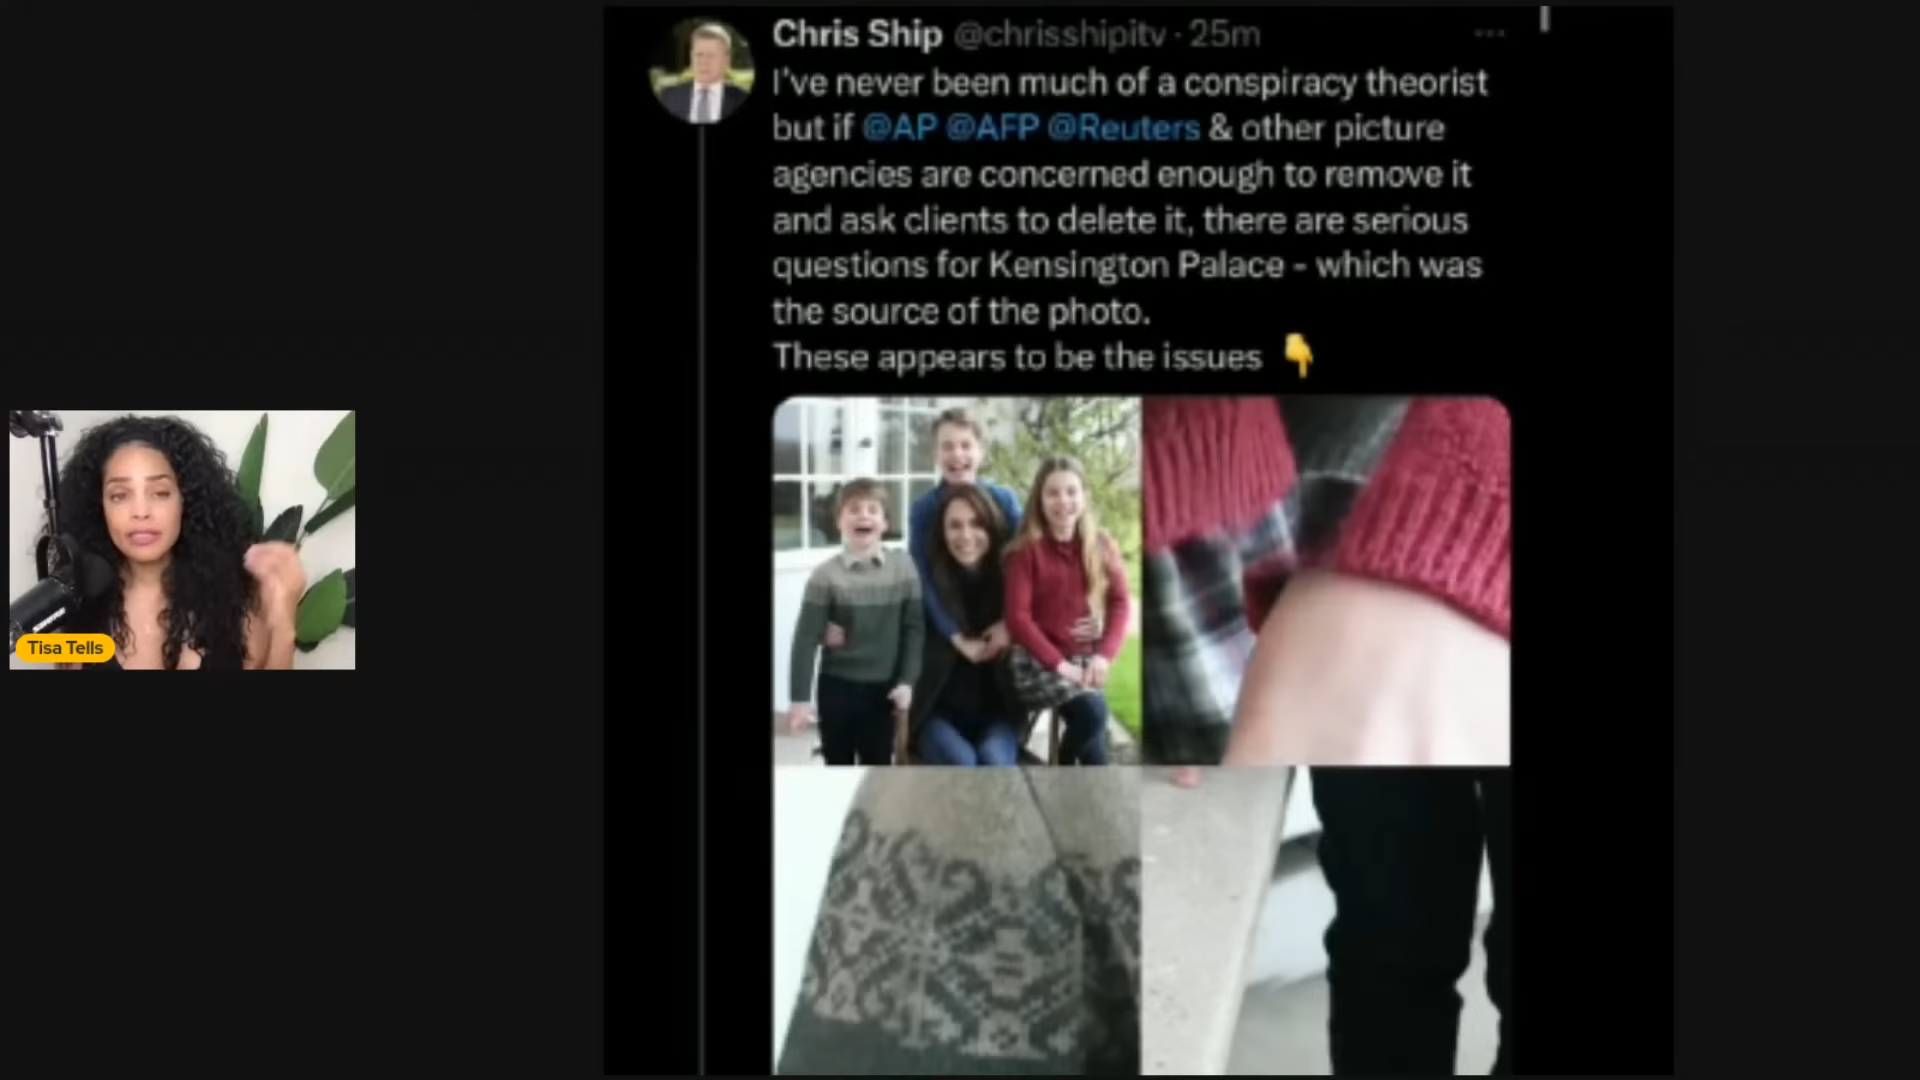 Chris Ship @chrisshipitv · 25m
I've never been much of a conspiracy theorist
but if @AP @AFP @Reuters & other picture
agencies are concerned enough to remove it
and ask clients to delete it, there are serious
questions for Kensington Palace - which was
the source of the photo.
These appears to be the issues 👇
SHURE
Tisa Tells